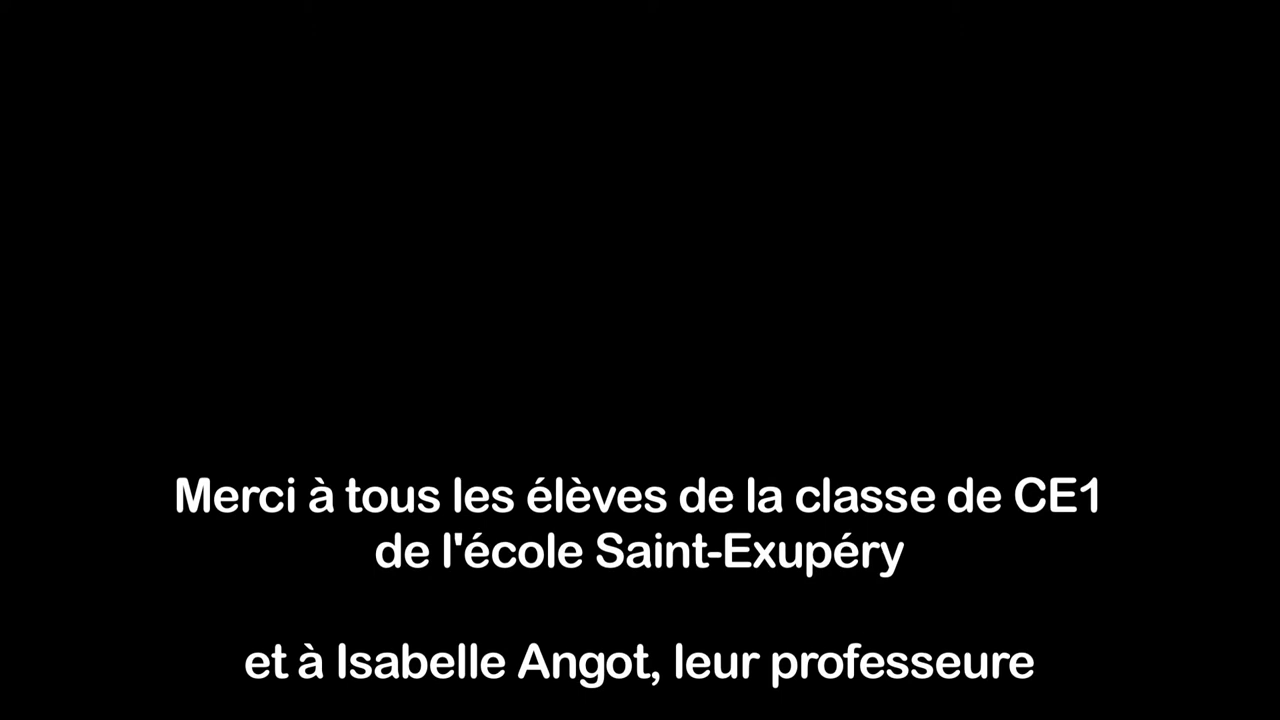 Merci à tous les élèves de la classe de CE1
de l'école Saint-Exupéry
et à Isabelle Angot, leur professeure